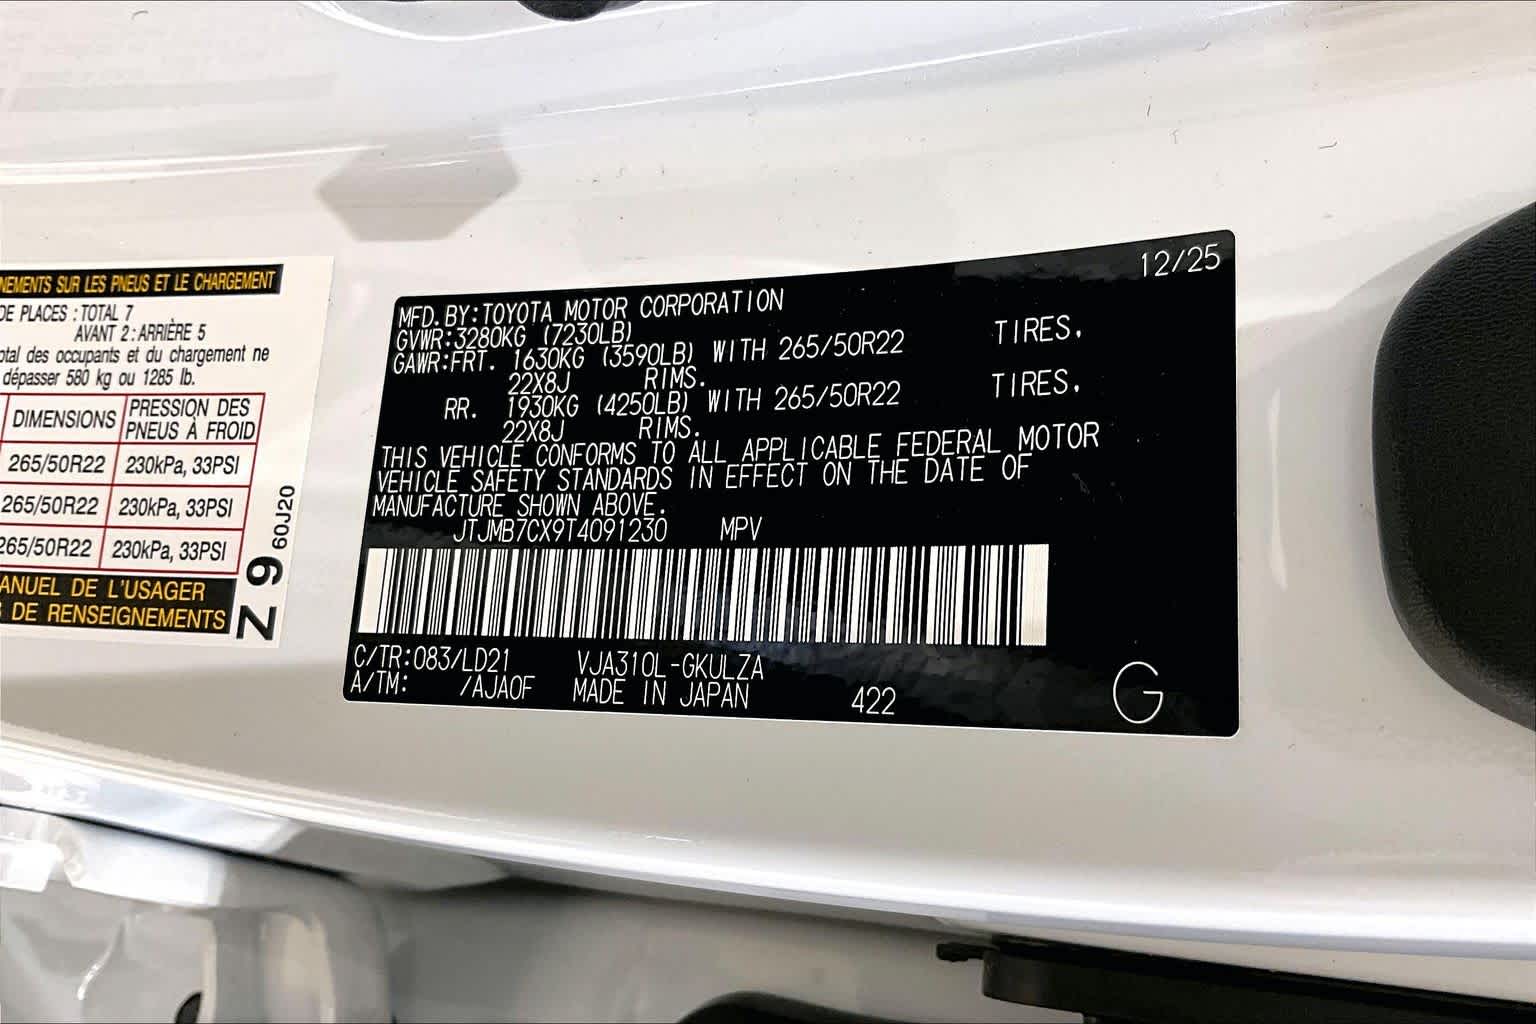 NEMENTS SUR LES PNEUS ET LE CHARGEMENT
DE PLACES : TOTAL 7
AVANT 2 : ARRIÈRE 5
otal des occupants et du chargement ne
dépasser 580 kg ou 1285 lb.
DIMENSIONS PRESSION DES PNEUS À FROID
265/50R22 230kPa, 33PSI
265/50R22 230kPa, 33PSI
265/50R22 230kPa, 33PSI
ANUEL DE L'USAGER
DE RENSEIGNEMENTS
Z9 60J20
12/25
MFD. BY: TOYOTA MOTOR CORPORATION
GVWR: 3280KG (7230LB)
GAWR: FRT. 1630KG (3590LB) WITH 265/50R22 TIRES,
22X8J RIMS.
RR. 1930KG (4250LB) WITH 265/50R22 TIRES,
22X8J RIMS.
THIS VEHICLE CONFORMS TO ALL APPLICABLE FEDERAL MOTOR
VEHICLE SAFETY STANDARDS IN EFFECT ON THE DATE OF
MANUFACTURE SHOWN ABOVE.
JTJMB7CX9T4091230 MPV
C/TR: 083/LD21 VJA310L-GKULZA
A/TM: /AJA0F MADE IN JAPAN 422
G